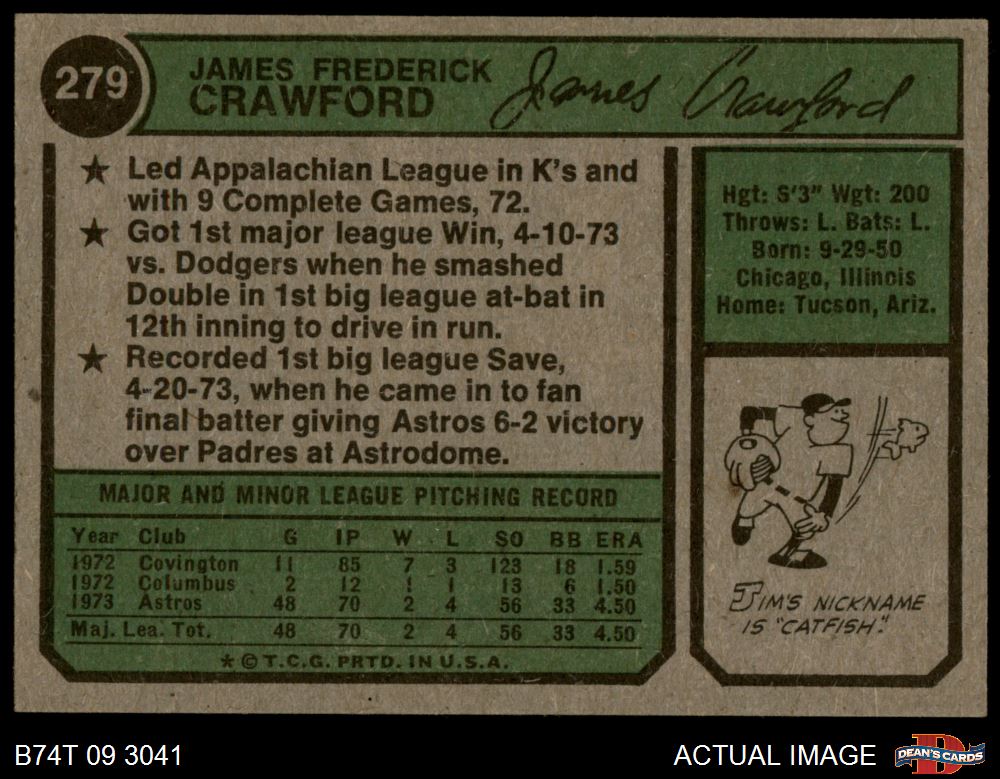 279
JAMES FREDERICK
CRAWFORD
James Crawford
★ Led Appalachian League in K's and
with 9 Complete Games, 72.
★ Got 1st major league Win, 4-10-73
vs. Dodgers when he smashed
Double in 1st big league at-bat in
12th inning to drive in run.
★ Recorded 1st big league Save,
4-20-73, when he came in to fan
final batter giving Astros 6-2 victory
over Padres at Astrodome.
MAJOR AND MINOR LEAGUE PITCHING RECORD
Year Club G IP W L SO BB ERA
1972 Covington 11 85 7 3 123 18 1.59
1972 Columbus 2 12 1 1 13 6 1.50
1973 Astros 48 70 2 4 56 33 4.50
Maj. Lea. Tot. 48 70 2 4 56 33 4.50
★ © T.C.G. PRTD. IN U.S.A.
Hgt: 6'3" Wgt: 200
Throws: L. Bats: L.
Born: 9-29-50
Chicago, Illinois
Home: Tucson, Ariz.
JIM'S NICKNAME
IS "CATFISH."
B74T 09 3041
ACTUAL IMAGE
DEAN'S CARDS